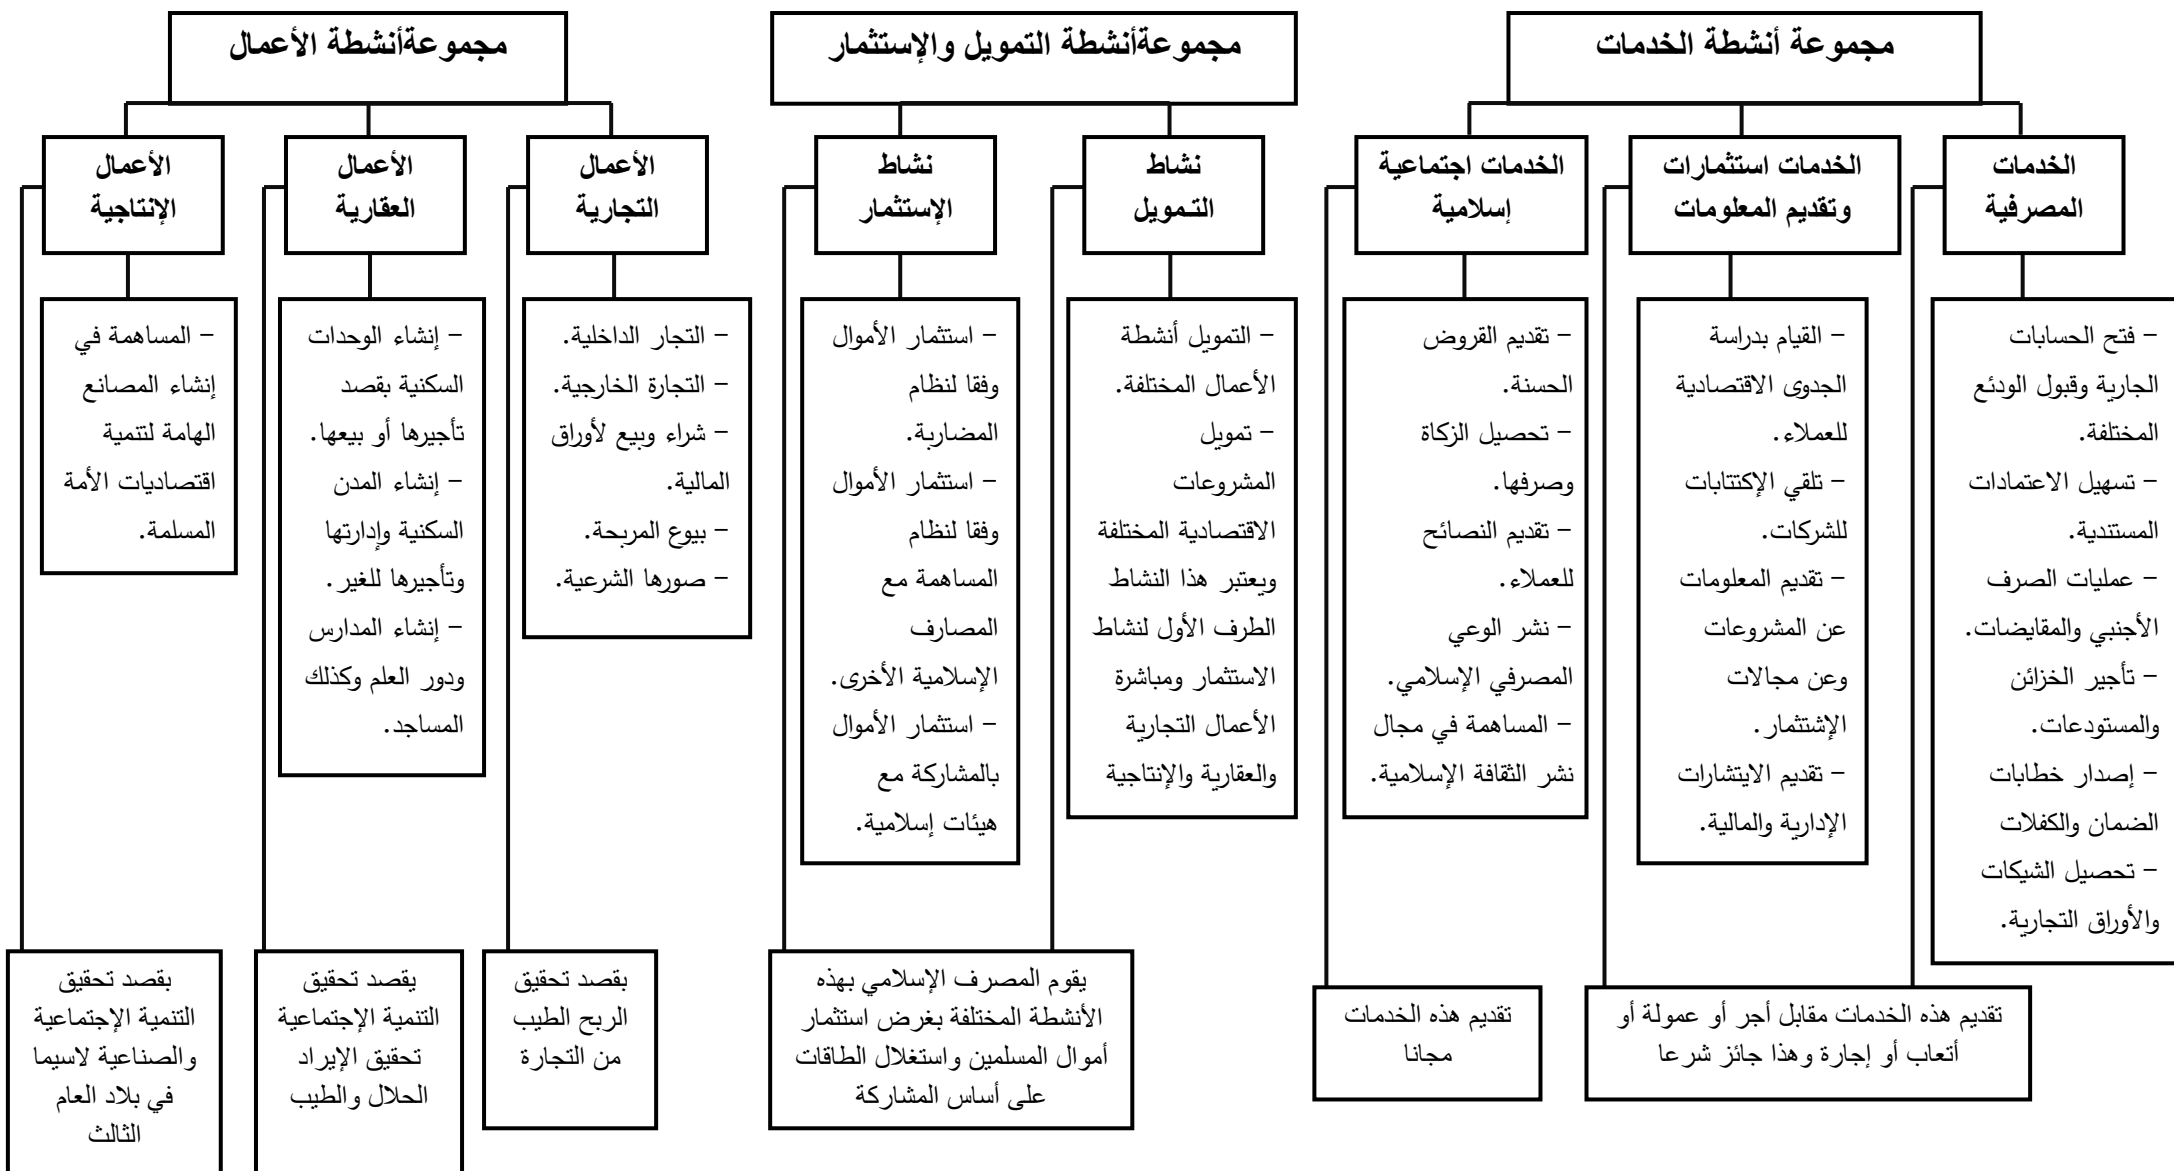 مجموعة أنشطة الخدمات
مجموعةأنشطة التمويل والإستثمار
مجموعةأنشطة الأعمال
الخدمات
المصرفية
الخدمات استثمارات
وتقديم المعلومات
الخدمات اجتماعية
إسلامية
نشاط
التمويل
نشاط
الإستثمار
الأعمال
التجارية
الأعمال
العقارية
الأعمال
الإنتاجية
- فتح الحسابات
الجارية وقبول الودئع
المختلفة.
- تسهيل الاعتمادات
المستندية.
- عمليات الصرف
الأجنبي والمقايضات.
- تأجير الخزائن
والمستودعات.
- إصدار خطابات
الضمان والكفلات
- تحصيل الشيكات
والأوراق التجارية.
- القيام بدراسة
الجدوى الاقتصادية
للعملاء.
- تلقي الإكتتابات
للشركات.
- تقديم المعلومات
عن المشروعات
وعن مجالات
الإشتثمار.
- تقديم الايتشارات
الإدارية والمالية.
- تقديم القروض
الحسنة.
- تحصيل الزكاة
وصرفها.
- تقديم النصائح
للعملاء.
- نشر الوعي
المصرفي الإسلامي.
- المساهمة في مجال
نشر الثقافة الإسلامية.
- التمويل أنشطة
الأعمال المختلفة.
- تمويل
المشروعات
الاقتصادية المختلفة
ويعتبر هذا النشاط
الطرف الأول لنشاط
الاستثمار ومباشرة
الأعمال التجارية
والعقارية والإنتاجية
- استثمار الأموال
وفقا لنظام
المضاربة.
- استثمار الأموال
وفقا لنظام
المساهمة مع
المصارف
الإسلامية الأخرى.
- استثمار الأموال
بالمشاركة مع
هيئات إسلامية.
- التجار الداخلية.
- التجارة الخارجية.
- شراء وبيع لأوراق
المالية.
- بيوع المربحة.
- صورها الشرعية.
- إنشاء الوحدات
السكنية بقصد
تأجيرها أو بيعها.
- إنشاء المدن
السكنية وإدارتها
وتأجيرها للغير.
- إنشاء المدارس
ودور العلم وكذلك
المساجد.
- المساهمة في
إنشاء المصانع
الهامة لتنمية
اقتصاديات الأمة
المسلمة.
تقديم هذه الخدمات مقابل أجر أو عمولة أو
أتعاب أو إجارة وهذا جائز شرعا
تقديم هذه الخدمات
مجانا
يقوم المصرف الإسلامي بهذه
الأنشطة المختلفة بغرض استثمار
أموال المسلمين واستغلال الطاقات
على أساس المشاركة
بقصد تحقيق
الربح الطيب
من التجارة
يقصد تحقيق
التنمية الإجتماعية
تحقيق الإيراد
الحلال والطيب
بقصد تحقيق
التنمية الإجتماعية
والصناعية لاسيما
في بلاد العام
الثالث